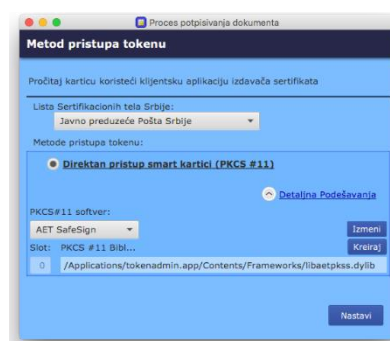 Proces potpisivanja dokumenta
Metod pristupa tokenu
Pročitaj karticu koristeći klijentsku aplikaciju izdavača sertifikata
Lista Sertifikacionih tela Srbije:
Javno preduzeće Pošta Srbije
Metode pristupa tokenu:
Direktan pristup smart kartici (PKCS #11)
Detaljna Podešavanja
PKCS#11 softver:
AET SafeSign
Izmeni
Slot: PKCS #11 Bibl...
Kreiraj
0 /Applications/tokenadmin.app/Contents/Frameworks/libaetpkss.dylib
Nastavi